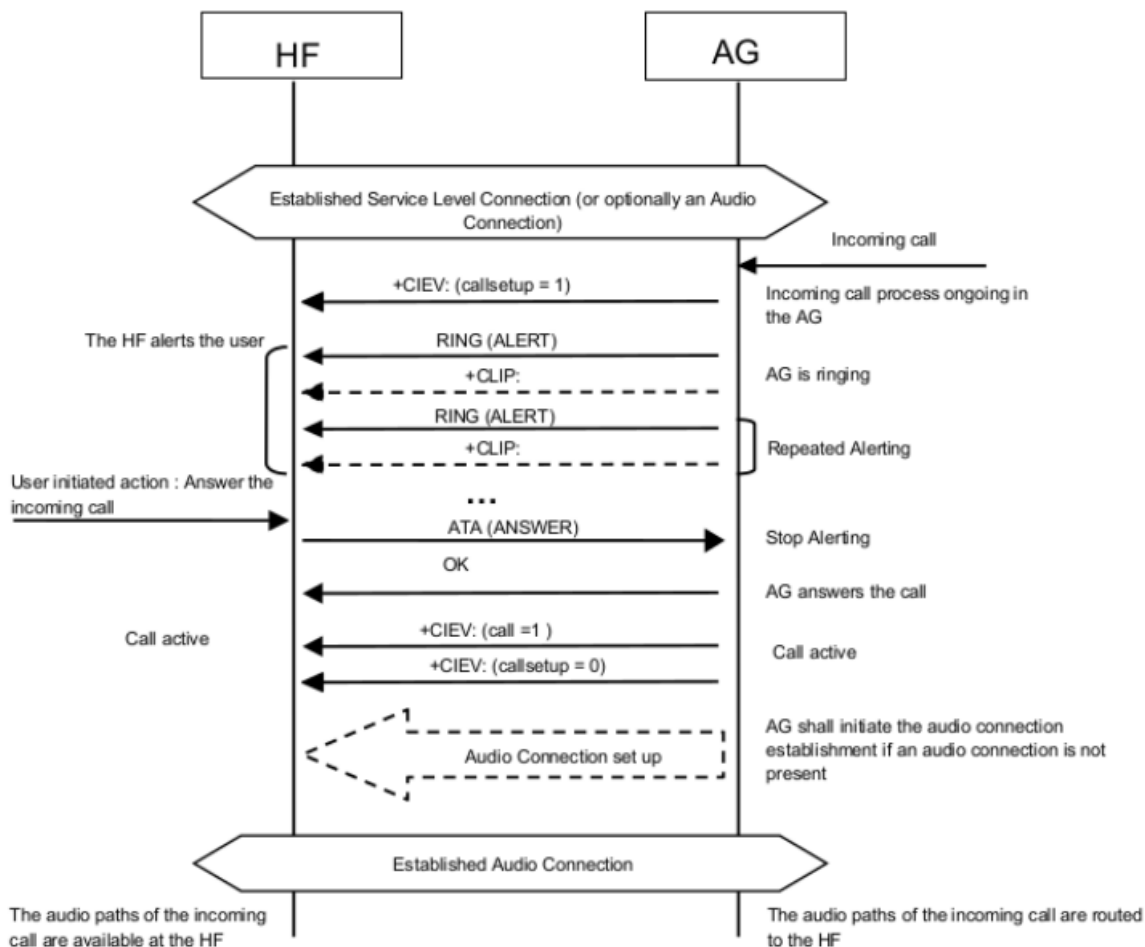 HF
AG
Established Service Level Connection (or optionally an Audio
Connection)
Incoming call
+CIEV: (callsetup = 1)
Incoming call process ongoing in
the AG
The HF alerts the user
RING (ALERT)
+CLIP:
AG is ringing
RING (ALERT)
+CLIP:
Repeated Alerting
User initiated action : Answer the
incoming call
...
ATA (ANSWER)
Stop Alerting
OK
AG answers the call
Call active
+CIEV: (call =1 )
Call active
+CIEV: (callsetup = 0)
AG shall initiate the audio connection
establishment if an audio connection is not
present
Audio Connection set up
Established Audio Connection
The audio paths of the incoming
call are available at the HF
The audio paths of the incoming call are routed
to the HF